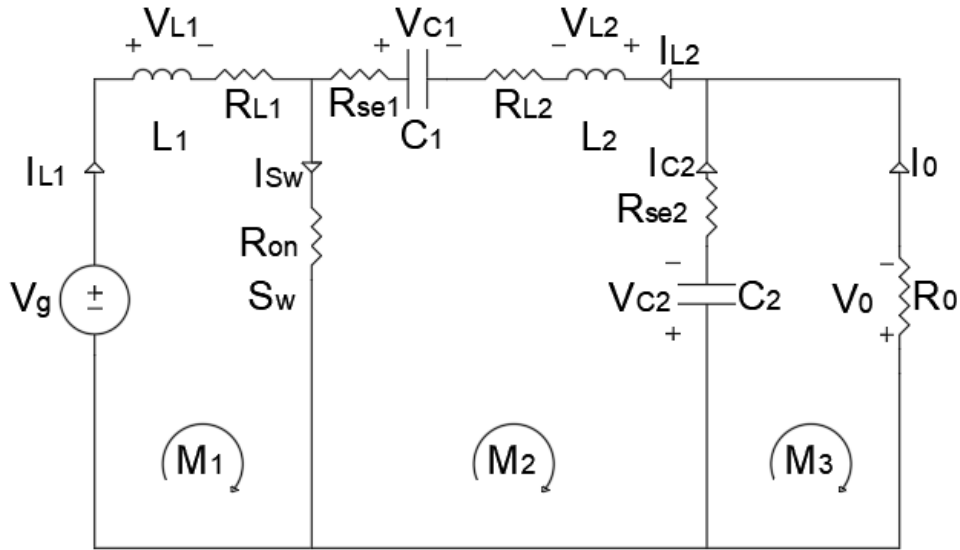 + VL1 −
+ VC1 −
− VL2 +
IL2
RL1
Rse1
RL2
L1
C1
L2
IL1
ISw
IC2
I0
Rse2
Ron
Vg
+
−
Sw
−
VC2
+
C2
−
V0
+
R0
M1
M2
M3